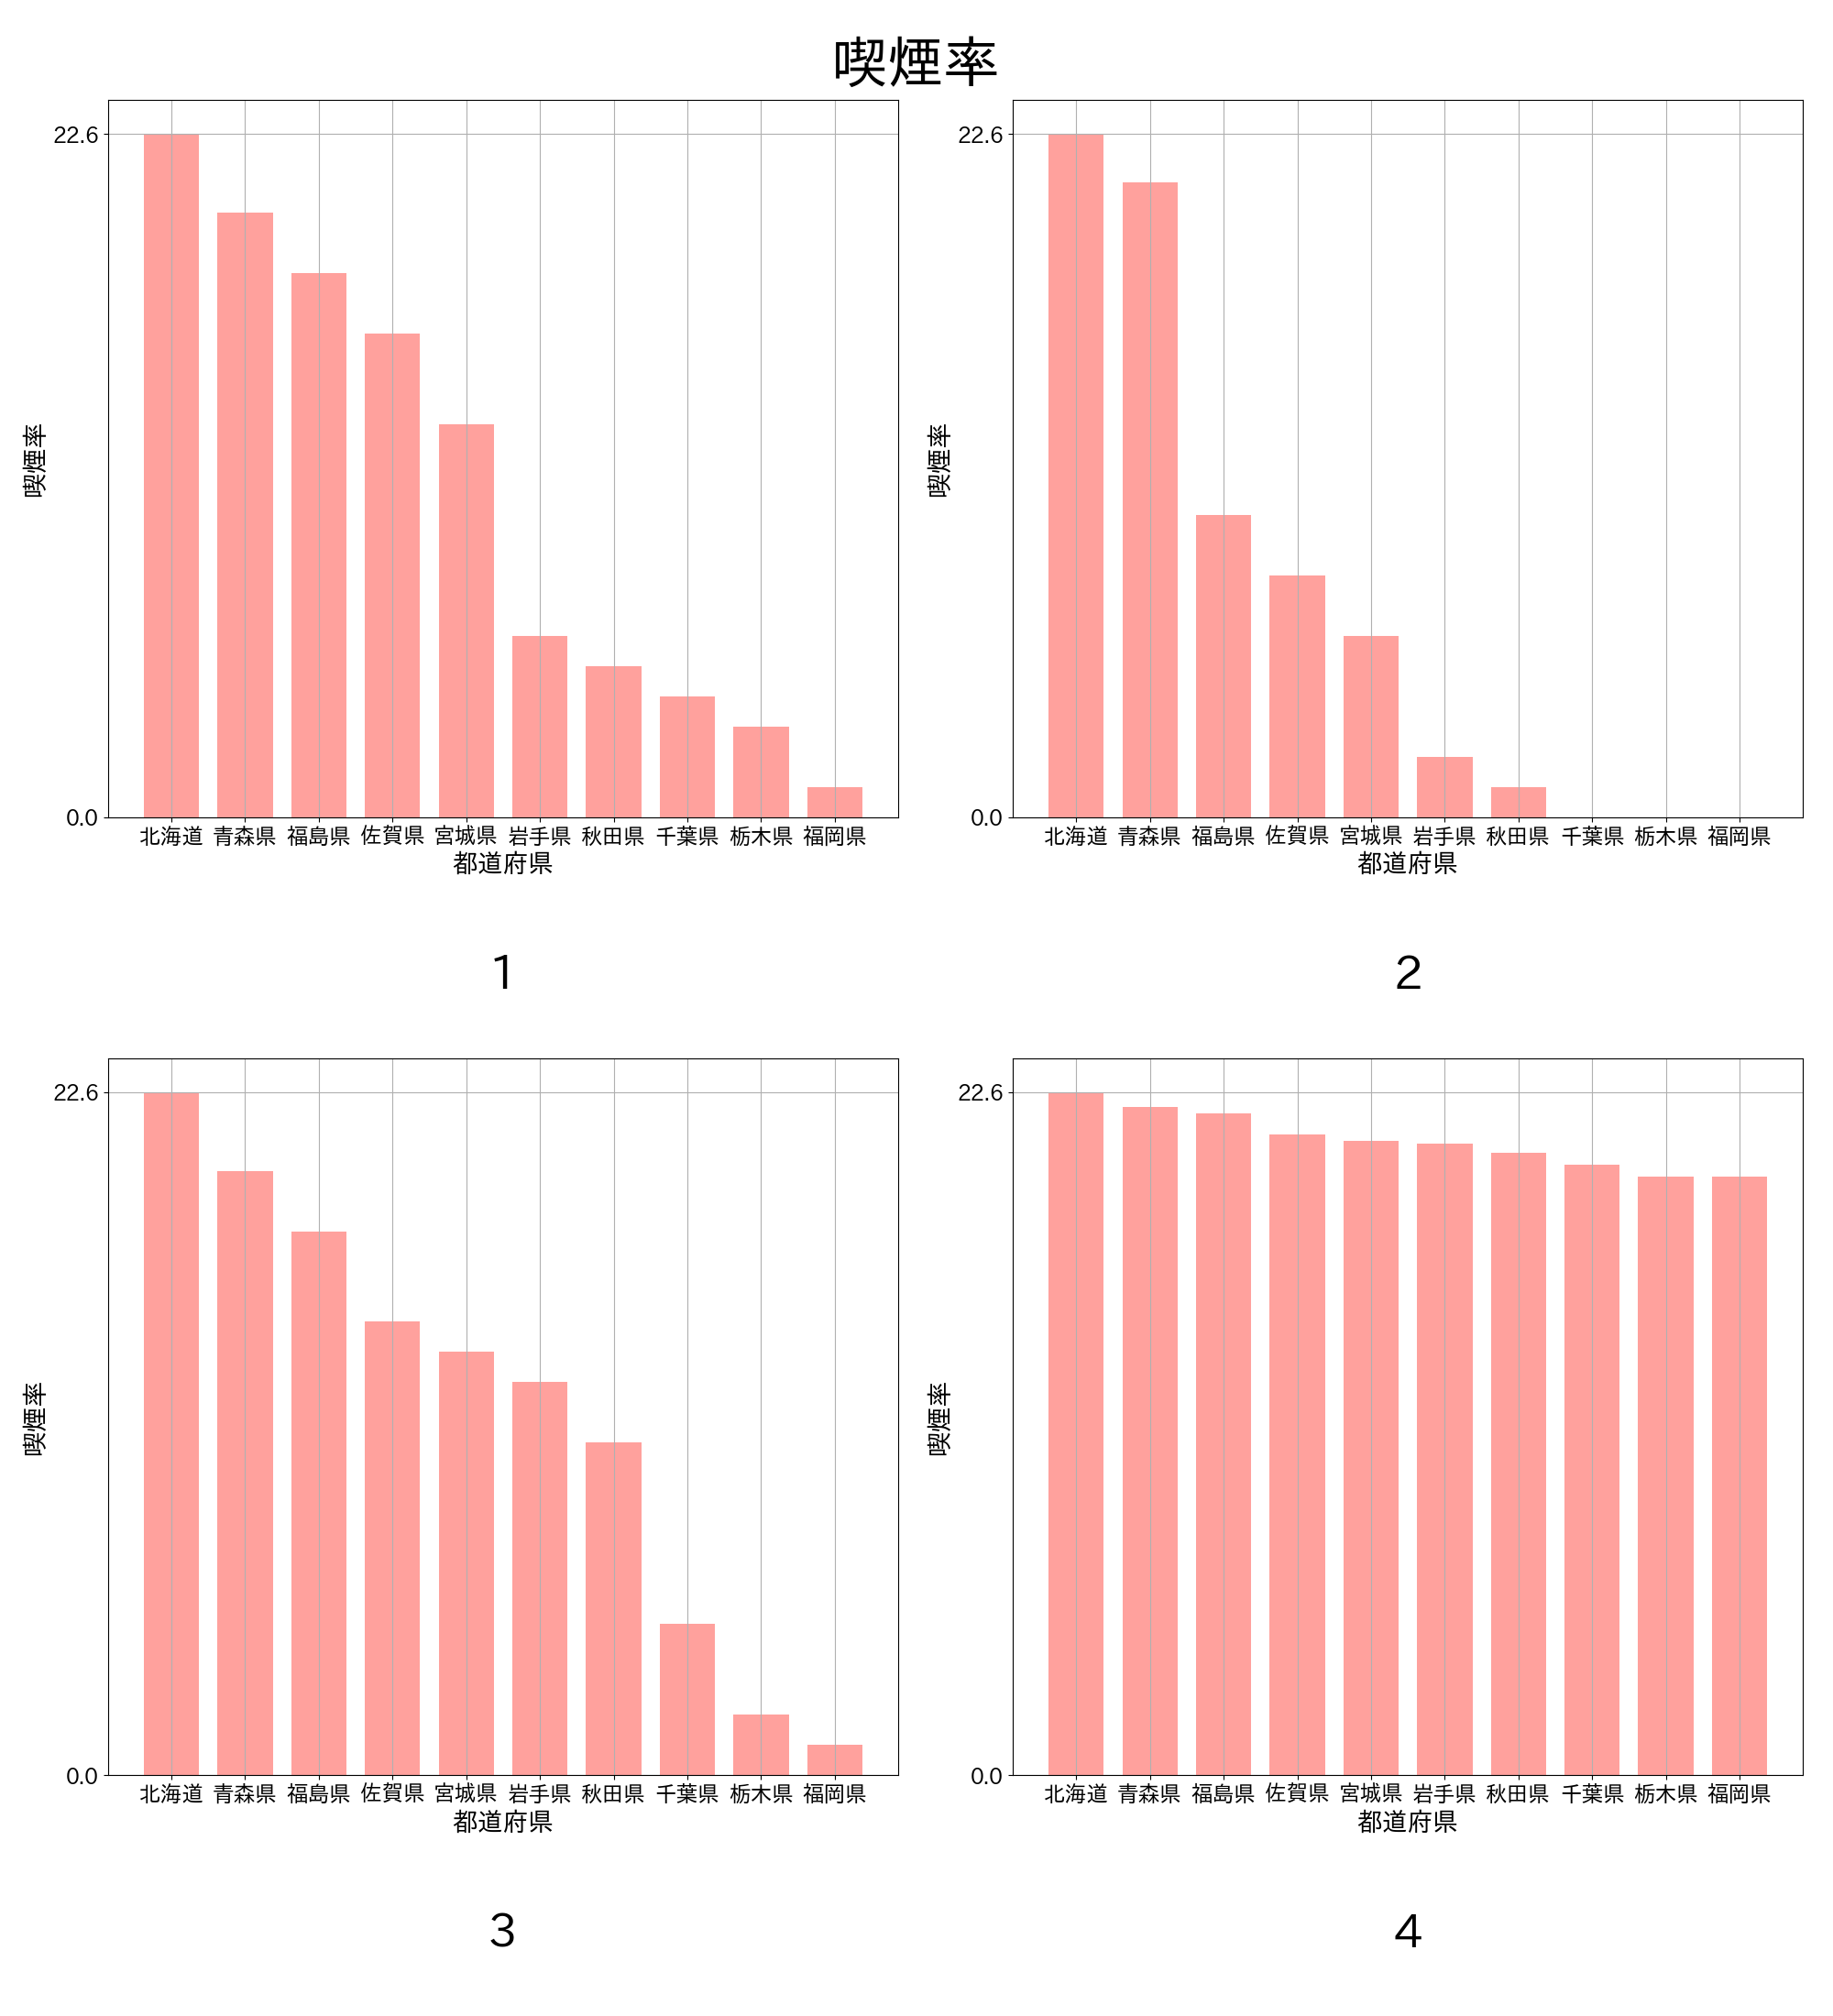 喫煙率
22.6
喫煙率
0.0
北海道 青森県 福島県 佐賀県 宮城県 岩手県 秋田県 千葉県 栃木県 福岡県
都道府県
1
22.6
喫煙率
0.0
北海道 青森県 福島県 佐賀県 宮城県 岩手県 秋田県 千葉県 栃木県 福岡県
都道府県
2
22.6
喫煙率
0.0
北海道 青森県 福島県 佐賀県 宮城県 岩手県 秋田県 千葉県 栃木県 福岡県
都道府県
3
22.6
喫煙率
0.0
北海道 青森県 福島県 佐賀県 宮城県 岩手県 秋田県 千葉県 栃木県 福岡県
都道府県
4